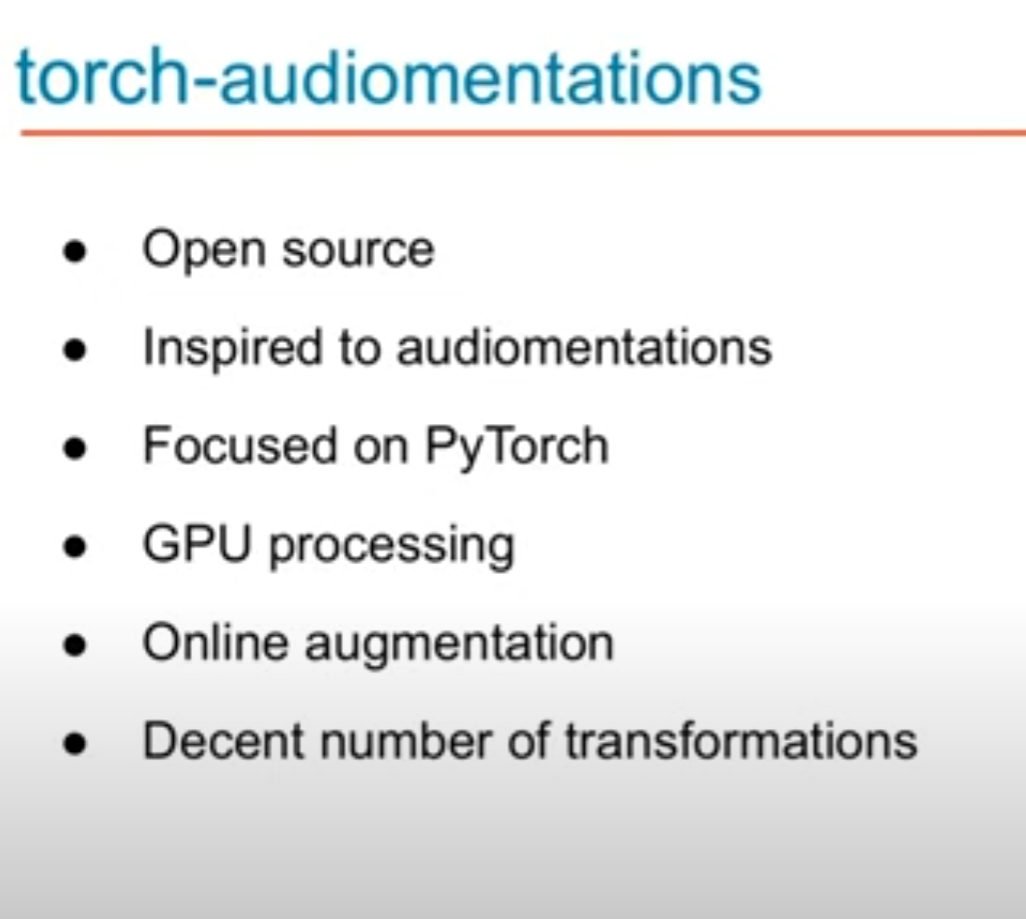 torch-audiomentations
● Open source
● Inspired to audiomentations
● Focused on PyTorch
● GPU processing
● Online augmentation
● Decent number of transformations